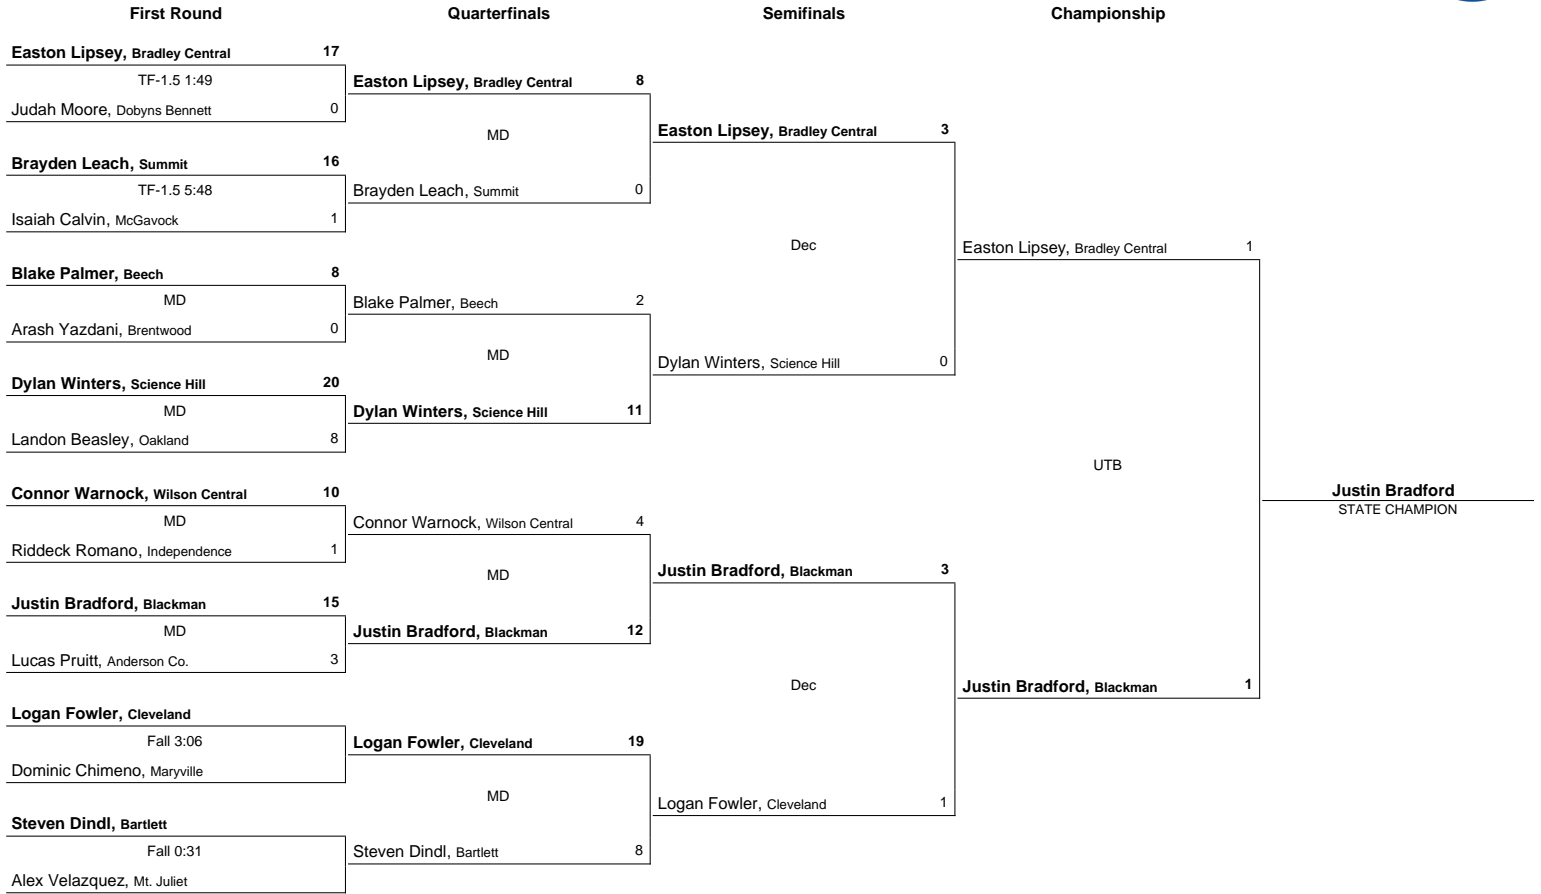 First Round
Quarterfinals
Semifinals
Championship
Easton Lipsey, Bradley Central 17
TF-1.5 1:49
Judah Moore, Dobyns Bennett 0
Brayden Leach, Summit 16
TF-1.5 5:48
Isaiah Calvin, McGavock 1
Blake Palmer, Beech 8
MD
Arash Yazdani, Brentwood 0
Dylan Winters, Science Hill 20
MD
Landon Beasley, Oakland 8
Connor Warnock, Wilson Central 10
MD
Riddeck Romano, Independence 1
Justin Bradford, Blackman 15
MD
Lucas Pruitt, Anderson Co. 3
Logan Fowler, Cleveland
Fall 3:06
Dominic Chimeno, Maryville
Steven Dindl, Bartlett
Fall 0:31
Alex Velazquez, Mt. Juliet
Easton Lipsey, Bradley Central 8
MD
Brayden Leach, Summit 0
Blake Palmer, Beech 2
MD
Dylan Winters, Science Hill 11
Connor Warnock, Wilson Central 4
MD
Justin Bradford, Blackman 12
Logan Fowler, Cleveland 19
MD
Steven Dindl, Bartlett 8
Easton Lipsey, Bradley Central 3
Dec
Dylan Winters, Science Hill 0
Justin Bradford, Blackman 3
Dec
Logan Fowler, Cleveland 1
Easton Lipsey, Bradley Central 1
UTB
Justin Bradford, Blackman 1
Justin Bradford
STATE CHAMPION